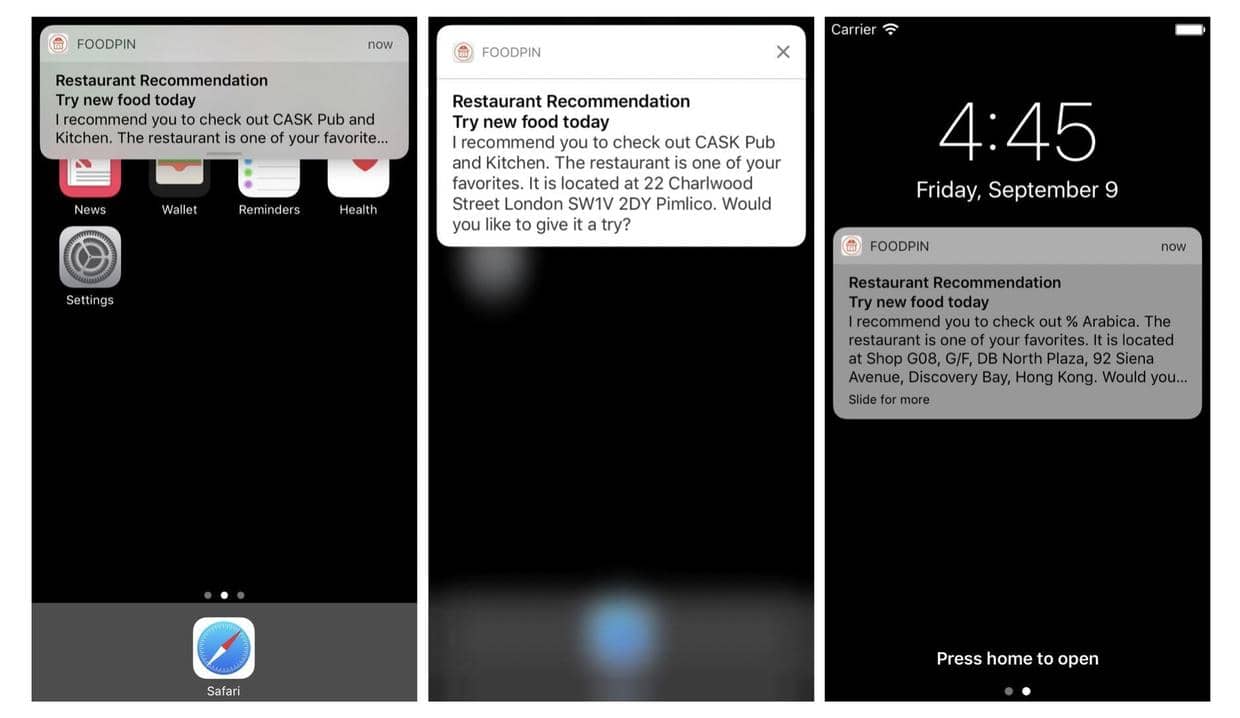 FOODPIN now
Restaurant Recommendation
Try new food today
I recommend you to check out CASK Pub and
Kitchen. The restaurant is one of your favorite...
News Wallet Reminders Health
Settings
Safari
FOODPIN
Restaurant Recommendation
Try new food today
I recommend you to check out CASK Pub
and Kitchen. The restaurant is one of your
favorites. It is located at 22 Charlwood
Street London SW1V 2DY Pimlico. Would
you like to give it a try?
Carrier
4:45
Friday, September 9
FOODPIN now
Restaurant Recommendation
Try new food today
I recommend you to check out % Arabica. The
restaurant is one of your favorites. It is located
at Shop G08, G/F, DB North Plaza, 92 Siena
Avenue, Discovery Bay, Hong Kong. Would you...
Slide for more
Press home to open